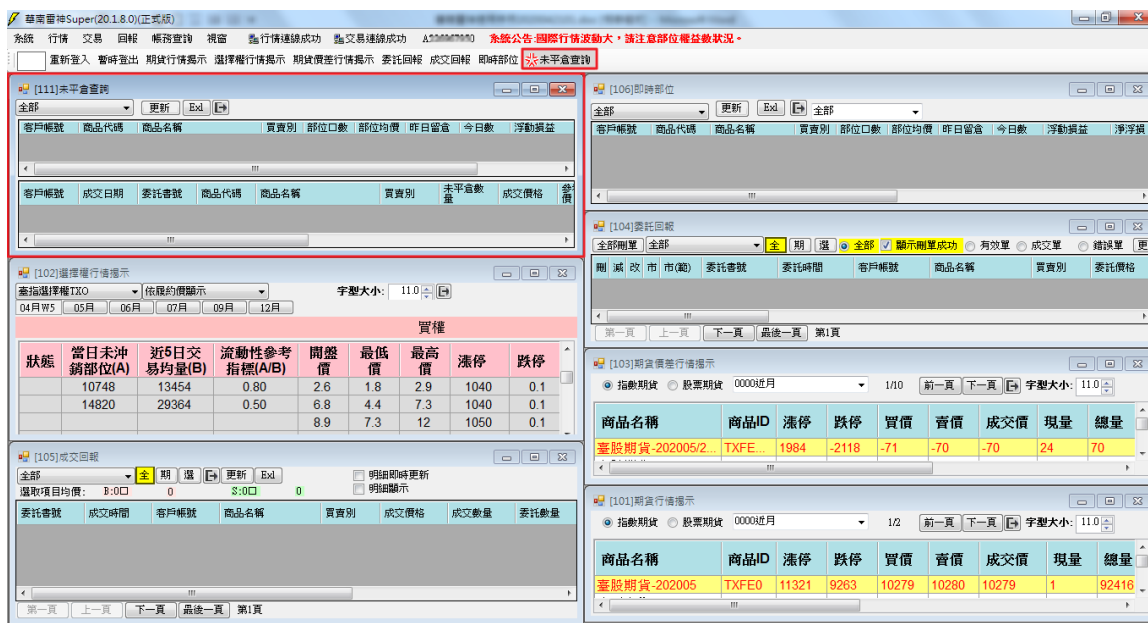 華南雷神Super(20.1.8.0)(正式版)
系統 行情 交易 回報 帳務查詢 視窗 行情連線成功 交易連線成功 系統公告:國際行情波動大，請注意部位權益數狀況。
重新登入 暫時登出 期貨行情揭示 選擇權行情揭示 期貨價差行情揭示 委託回報 成交回報 即時部位 未平倉查詢
[111]未平倉查詢
全部 更新 Exl
客戶帳號 商品代碼 商品名稱 買賣別 部位口數 部位均價 昨日留倉 今日數 浮動損益
客戶帳號 成交日期 委託書號 商品代碼 商品名稱 買賣別 未平倉數量 成交價格
[102]選擇權行情揭示
臺指選擇權TXO 依履約價顯示 字型大小: 11.0
04月W5 05月 06月 07月 09月 12月
買權
狀態 當日未沖銷部位(A) 近5日交易均量(B) 流動性參考指標(A/B) 開盤價 最低價 最高價 漲停 跌停
10748 13454 0.80 2.6 1.8 2.9 1040 0.1
14820 29364 0.50 6.8 4.4 7.3 1040 0.1
8.9 7.3 12 1050 0.1
[105]成交回報
全部 全 期 選 更新 Exl 明細即時更新
選取項目均價: B:0口 0 S:0口 0 明細顯示
委託書號 成交時間 客戶帳號 商品名稱 買賣別 成交價格 成交數量 委託數量
第一頁 上一頁 下一頁 最後一頁 第1頁
[106]即時部位
全部 更新 Exl 全部
客戶帳號 商品代碼 商品名稱 買賣別 部位口數 部位均價 昨日留倉 今日數 浮動損益 淨浮損
[104]委託回報
全部刪單 全部 全 期 選 全部 顯示刪單成功 有效單 成交單 錯誤單 更
刪 減 改 市 市(範) 委託書號 委託時間 客戶帳號 商品名稱 買賣別 委託價格
第一頁 上一頁 下一頁 最後一頁 第1頁
[103]期貨價差行情揭示
指數期貨 股票期貨 0000近月 1/10 前一頁 下一頁 字型大小: 11.0
商品名稱 商品ID 漲停 跌停 買價 賣價 成交價 現量 總量
臺股期貨-202005/2... TXFE... 1984 -2118 -71 -70 -70 24 70
[101]期貨行情揭示
指數期貨 股票期貨 0000近月 1/2 前一頁 下一頁 字型大小: 11.0
商品名稱 商品ID 漲停 跌停 買價 賣價 成交價 現量 總量
臺股期貨-202005 TXFE0 11321 9263 10279 10280 10279 1 92416